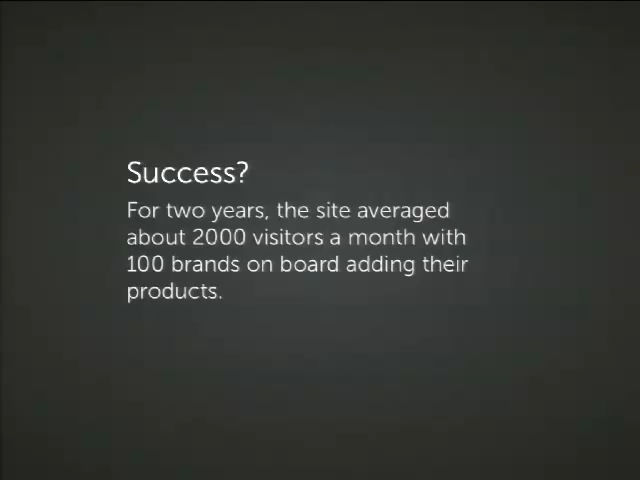 Success?
For two years, the site averaged
about 2000 visitors a month with
100 brands on board adding their
products.